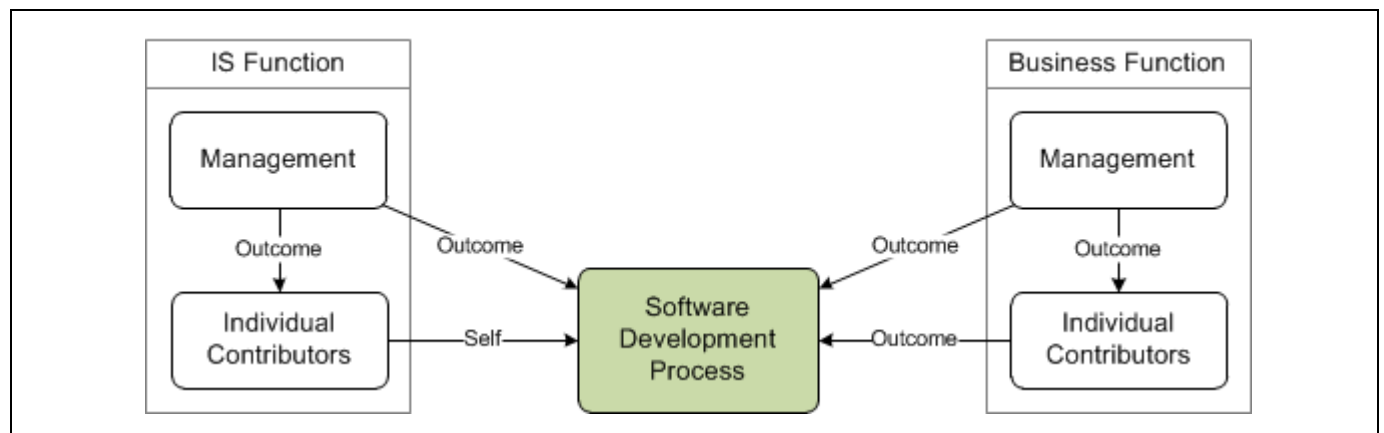 IS Function
Management
Outcome
Outcome
Individual
Contributors
Self
Software
Development
Process
Business Function
Management
Outcome
Outcome
Individual
Contributors
Outcome